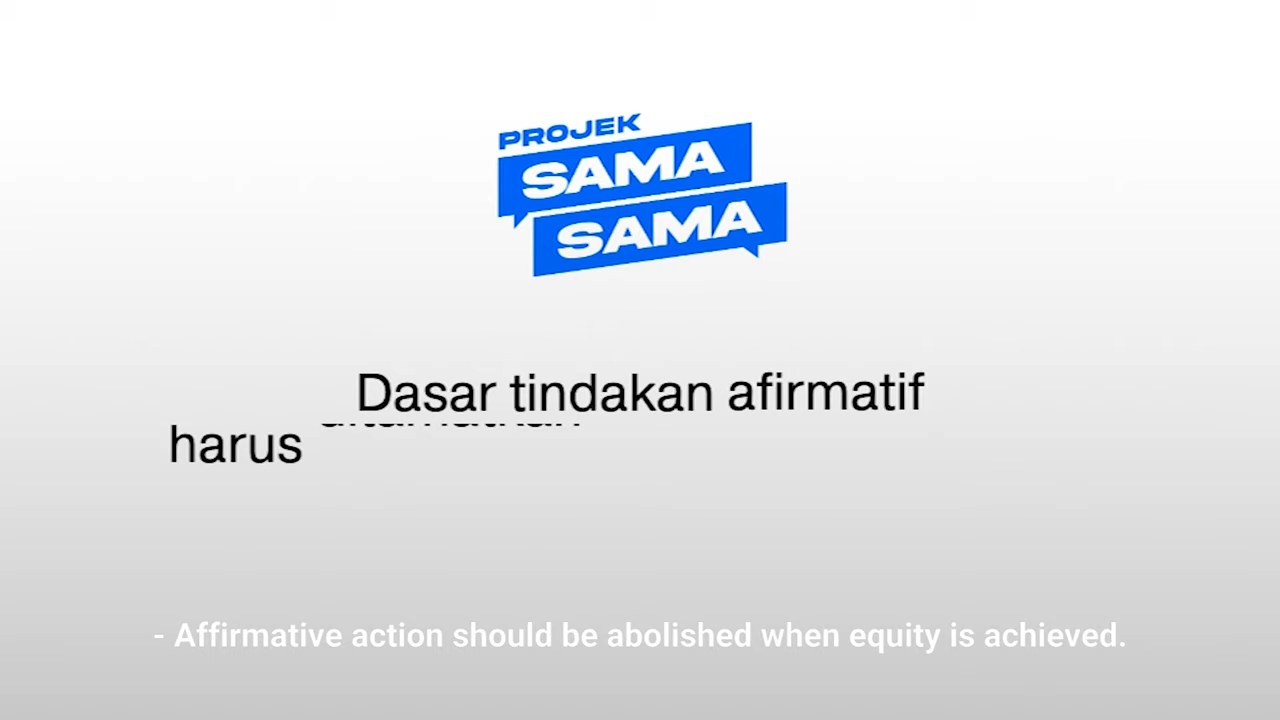 PROJEK
SAMA
SAMA
Dasar tindakan afirmatif
harus
- Affirmative action should be abolished when equity is achieved.